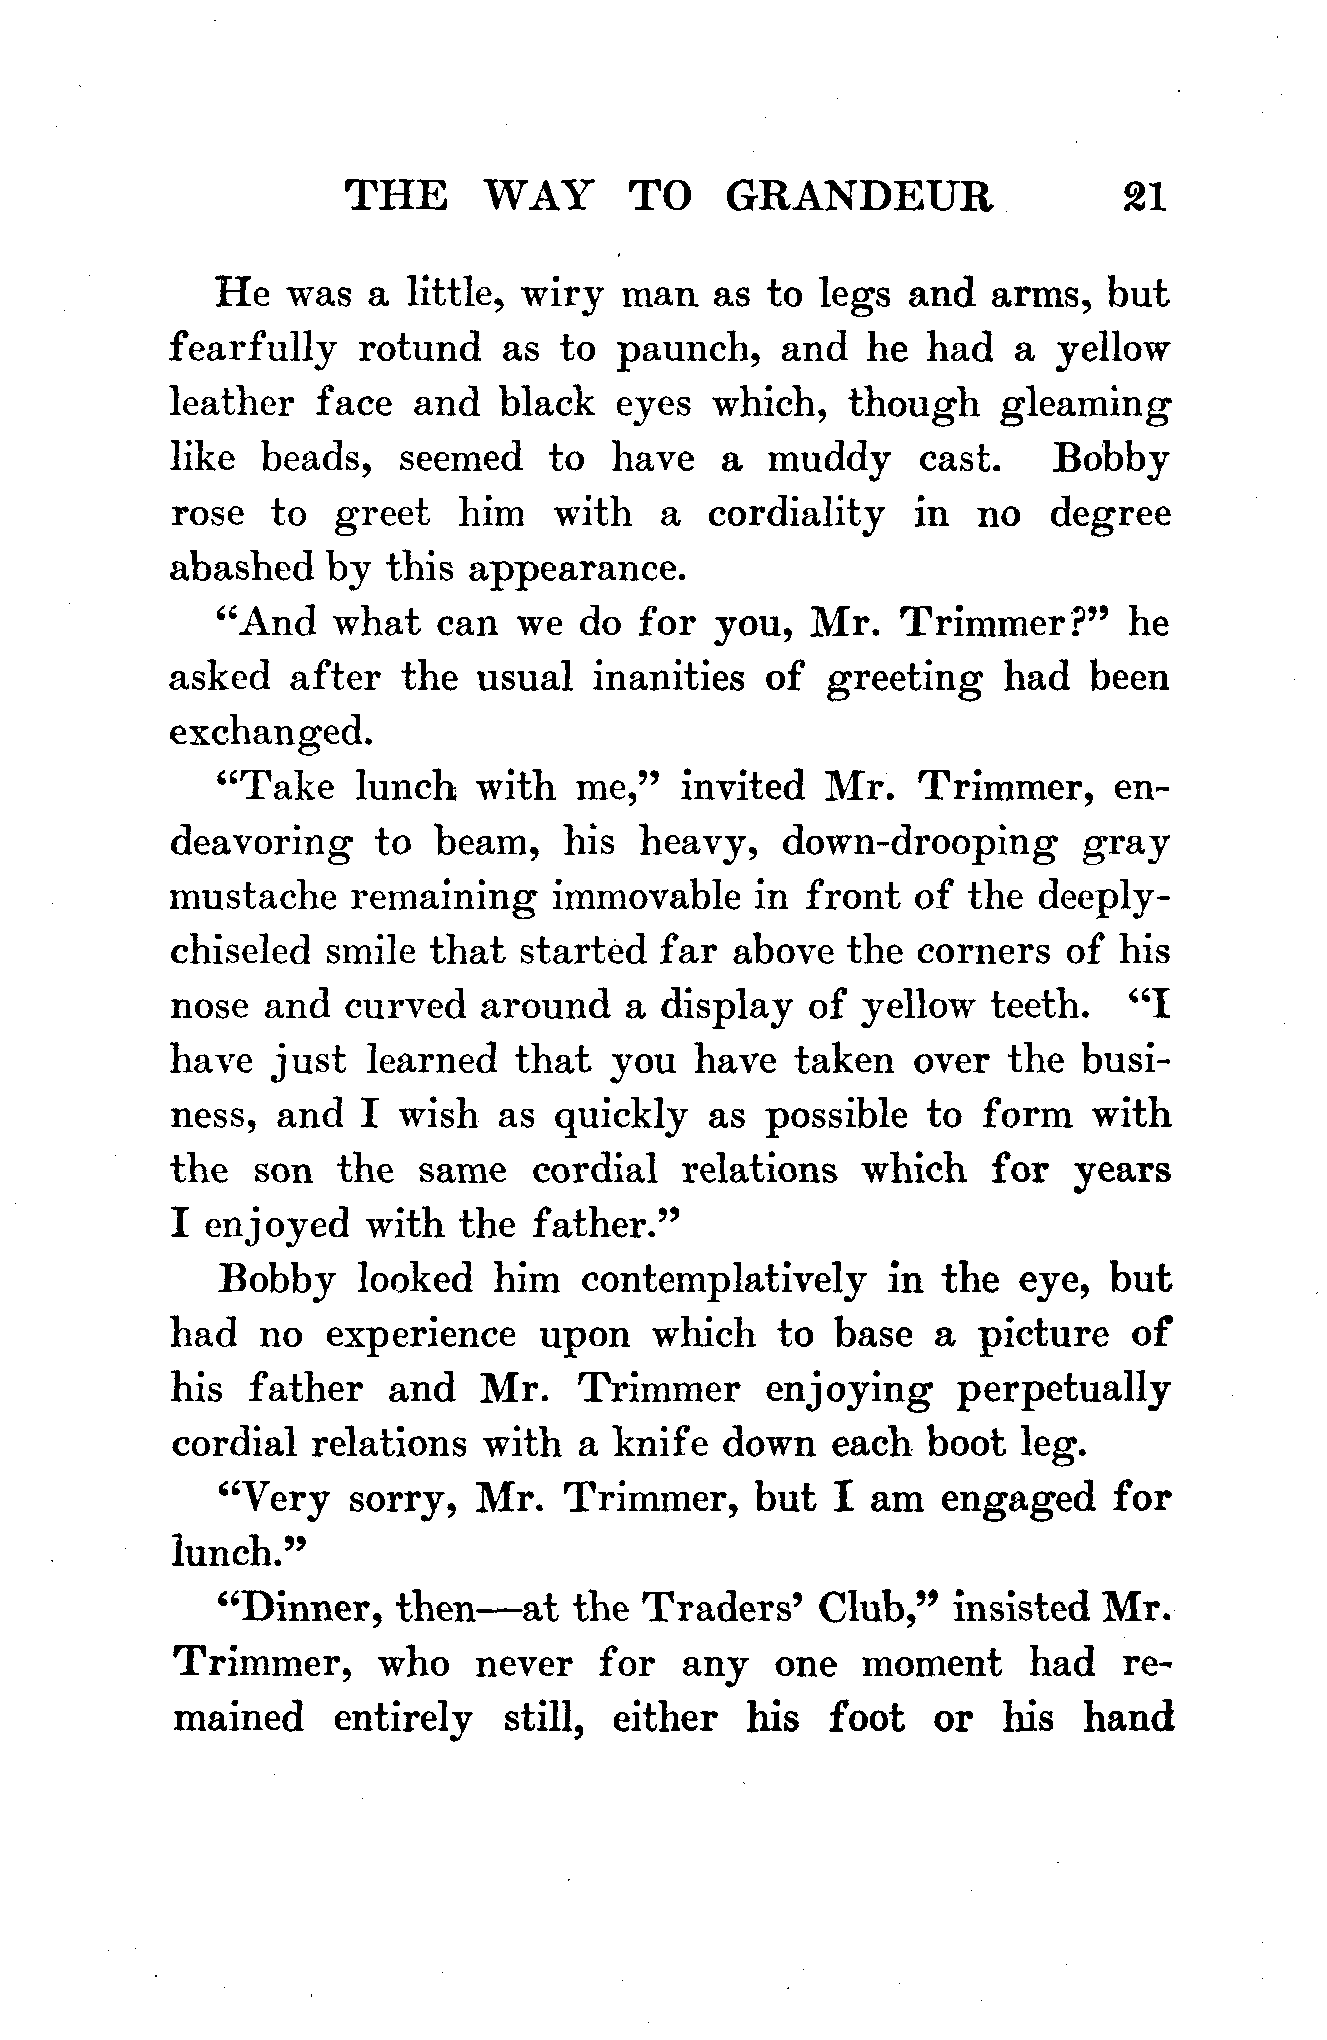 THE WAY TO GRANDEUR 21
He was a little, wiry man as to legs and arms, but
fearfully rotund as to paunch, and he had a yellow
leather face and black eyes which, though gleaming
like beads, seemed to have a muddy cast. Bobby
rose to greet him with a cordiality in no degree
abashed by this appearance.
“And what can we do for you, Mr. Trimmer?” he
asked after the usual inanities of greeting had been
exchanged.
“Take lunch with me,” invited Mr. Trimmer, en-
deavoring to beam, his heavy, down-drooping gray
mustache remaining immovable in front of the deeply-
chiseled smile that started far above the corners of his
nose and curved around a display of yellow teeth. “I
have just learned that you have taken over the busi-
ness, and I wish as quickly as possible to form with
the son the same cordial relations which for years
I enjoyed with the father.”
Bobby looked him contemplatively in the eye, but
had no experience upon which to base a picture of
his father and Mr. Trimmer enjoying perpetually
cordial relations with a knife down each boot leg.
“Very sorry, Mr. Trimmer, but I am engaged for
lunch.”
“Dinner, then—at the Traders’ Club,” insisted Mr.
Trimmer, who never for any one moment had re-
mained entirely still, either his foot or his hand